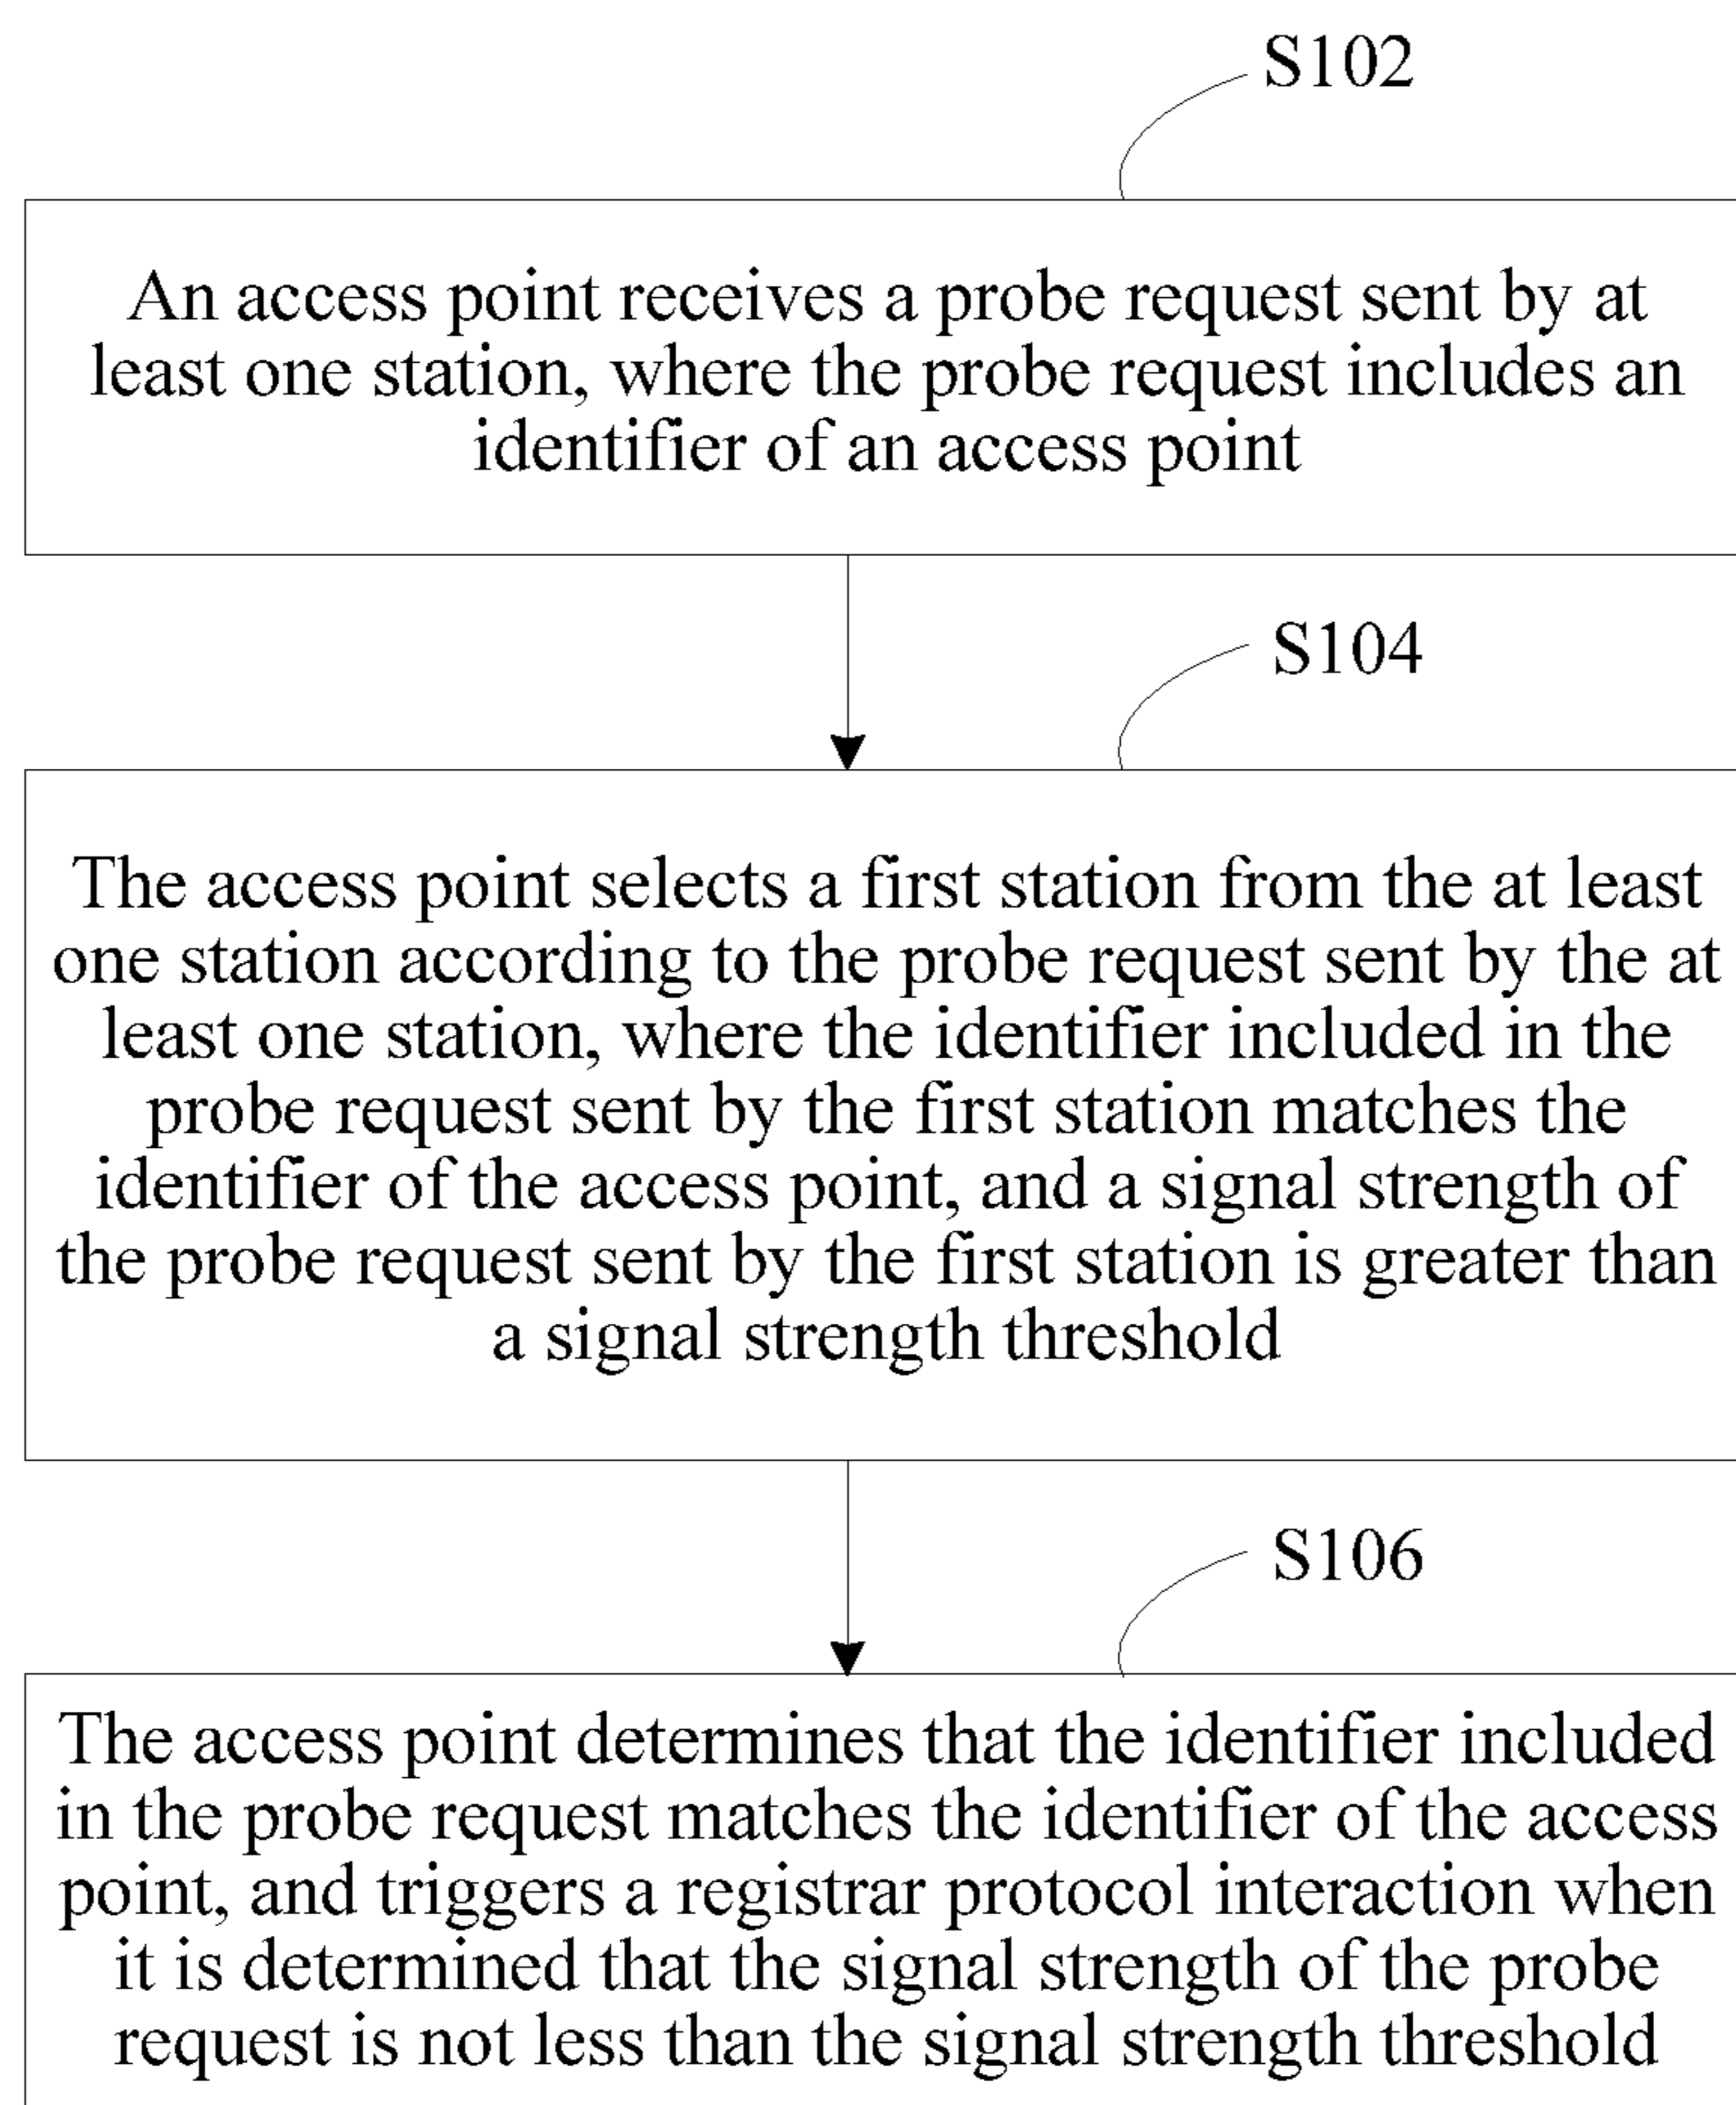 S102
An access point receives a probe request sent by at
least one station, where the probe request includes an
identifier of an access point
S104
The access point selects a first station from the at least
one station according to the probe request sent by the at
least one station, where the identifier included in the
probe request sent by the first station matches the
identifier of the access point, and a signal strength of
the probe request sent by the first station is greater than
a signal strength threshold
S106
The access point determines that the identifier included
in the probe request matches the identifier of the access
point, and triggers a registrar protocol interaction when
it is determined that the signal strength of the probe
request is not less than the signal strength threshold